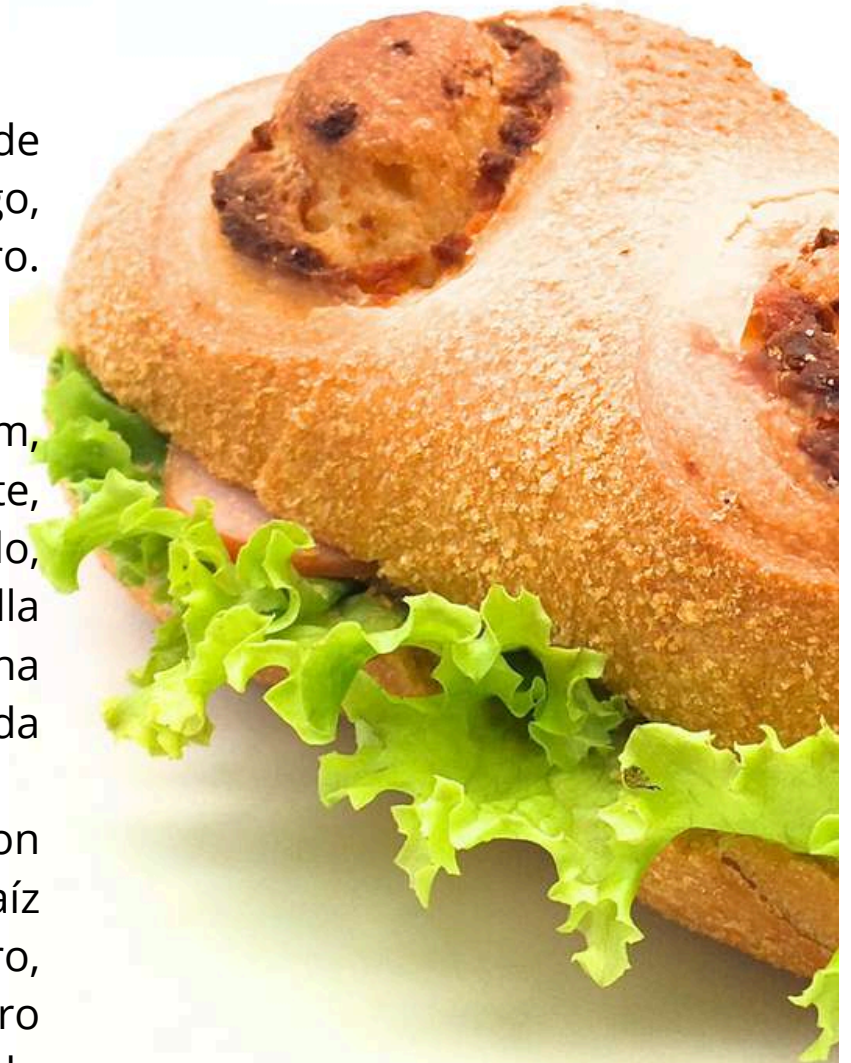 de
go,
ro.
m,
te,
lo,
lla
na
da
on
aíz
ro,
ro